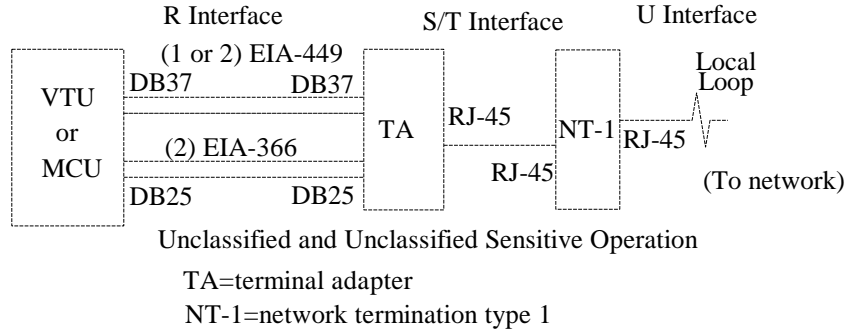 R Interface
S/T Interface
U Interface
(1 or 2) EIA-449
DB37
DB37
Local
Loop
VTU
or
MCU
TA
RJ-45
NT-1
RJ-45
(2) EIA-366
RJ-45
DB25
DB25
(To network)
Unclassified and Unclassified Sensitive Operation
TA=terminal adapter
NT-1=network termination type 1